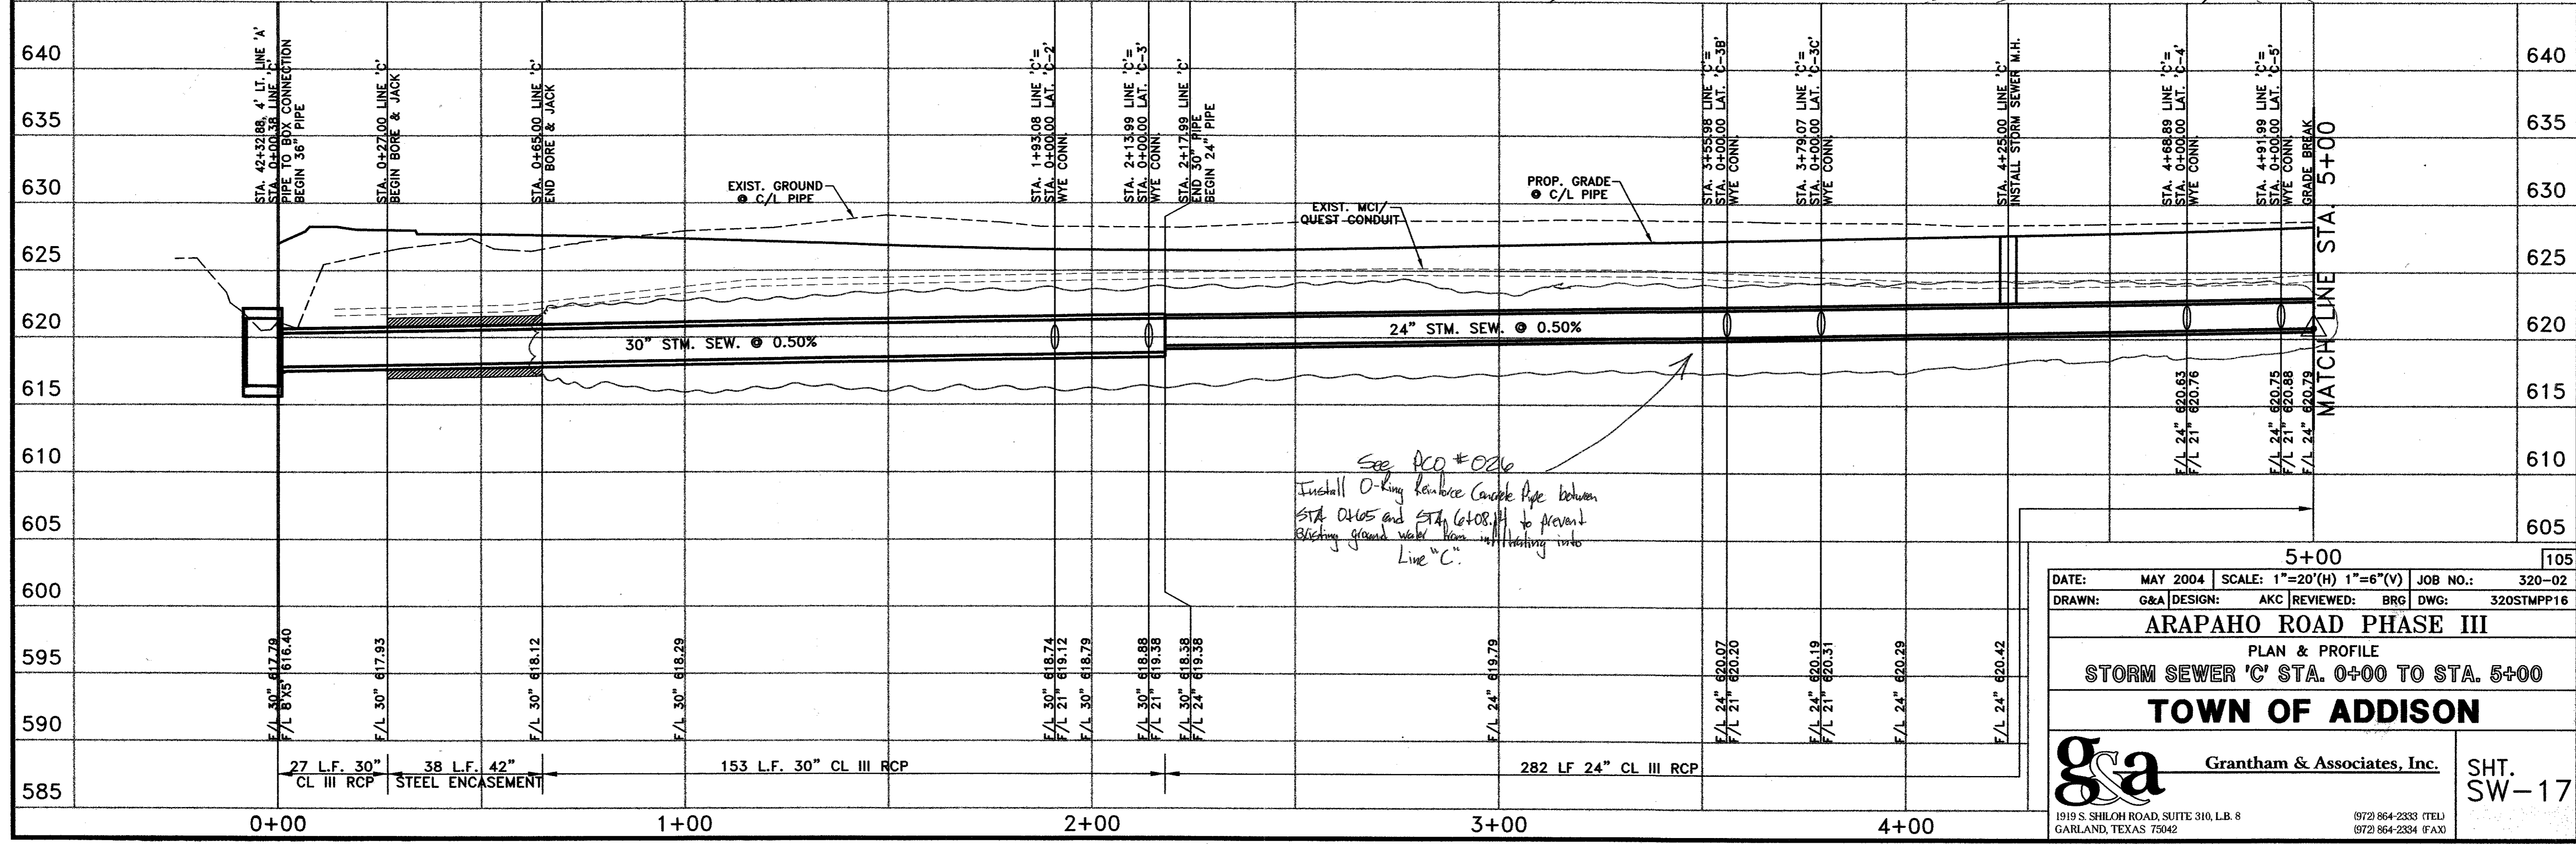 640
635
630
625
620
615
610
605
600
595
590
585
STA. 42+32.88, 4' LT. LINE 'A'
STA. 0+00.38 LINE 'C'
PIPE TO BOX CONNECTION
BEGIN 36" PIPE
STA. 0+27.00 LINE 'C'
BEGIN BORE & JACK
STA. 0+65.00 LINE 'C'
END BORE & JACK
STA. 1+93.08 LINE 'C'=
STA. 0+00.00 LAT. 'C-2'
WYE CONN.
STA. 2+13.99 LINE 'C'=
STA. 0+00.00 LAT. 'C-3'
WYE CONN.
STA. 2+17.99 LINE 'C'
END 30" PIPE
BEGIN 24" PIPE
STA. 3+55.98 LINE 'C'=
STA. 0+00.00 LAT. 'C-3B'
WYE CONN.
STA. 3+79.07 LINE 'C'=
STA. 0+00.00 LAT. 'C-3C'
WYE CONN.
STA. 4+25.00 LINE 'C'
INSTALL STORM SEWER M.H.
STA. 4+68.89 LINE 'C'=
STA. 0+00.00 LAT. 'C-4'
WYE CONN.
STA. 4+91.99 LINE 'C'=
STA. 0+00.00 LAT. 'C-5'
WYE CONN.
GRADE BREAK
MATCH LINE STA. 5+00
640
635
630
625
620
615
610
605
EXIST. GROUND
@ C/L PIPE
EXIST. MCI/
QUEST CONDUIT
PROP. GRADE
@ C/L PIPE
30" STM. SEW. @ 0.50%
24" STM. SEW. @ 0.50%
See PCO #026
Install O-Ring Reinforce Concrete Pipe between
STA 0+65 and STA. 6+08.14 to prevent
Existing ground water from infiltrating into
Line "C".
F/L 30" 617.79
F/L 8'X5' 616.40
F/L 30" 617.93
F/L 30" 618.12
F/L 30" 618.29
F/L 30" 618.74
F/L 21" 619.12
F/L 30" 618.79
F/L 30" 618.88
F/L 21" 619.38
F/L 30" 618.38
F/L 24" 619.38
F/L 24" 619.79
F/L 24" 620.07
F/L 21" 620.20
F/L 24" 620.19
F/L 21" 620.31
F/L 24" 620.29
F/L 24" 620.42
F/L 24" 620.63
F/L 21" 620.76
F/L 24" 620.75
F/L 21" 620.88
F/L 24" 620.79
27 L.F. 30"
CL III RCP
38 L.F. 42"
STEEL ENCASEMENT
153 L.F. 30" CL III RCP
282 LF 24" CL III RCP
0+00
1+00
2+00
3+00
4+00
5+00
105
DATE: MAY 2004 SCALE: 1"=20'(H) 1"=6"(V) JOB NO.: 320-02
DRAWN: G&A DESIGN: AKC REVIEWED: BRG DWG: 320STMPP16
ARAPAHO ROAD PHASE III
PLAN & PROFILE
STORM SEWER 'C' STA. 0+00 TO STA. 5+00
TOWN OF ADDISON
g&a
Grantham & Associates, Inc.
1919 S. SHILOH ROAD, SUITE 310, L.B. 8
GARLAND, TEXAS 75042
(972) 864-2333 (TEL)
(972) 864-2334 (FAX)
SHT.
SW-17